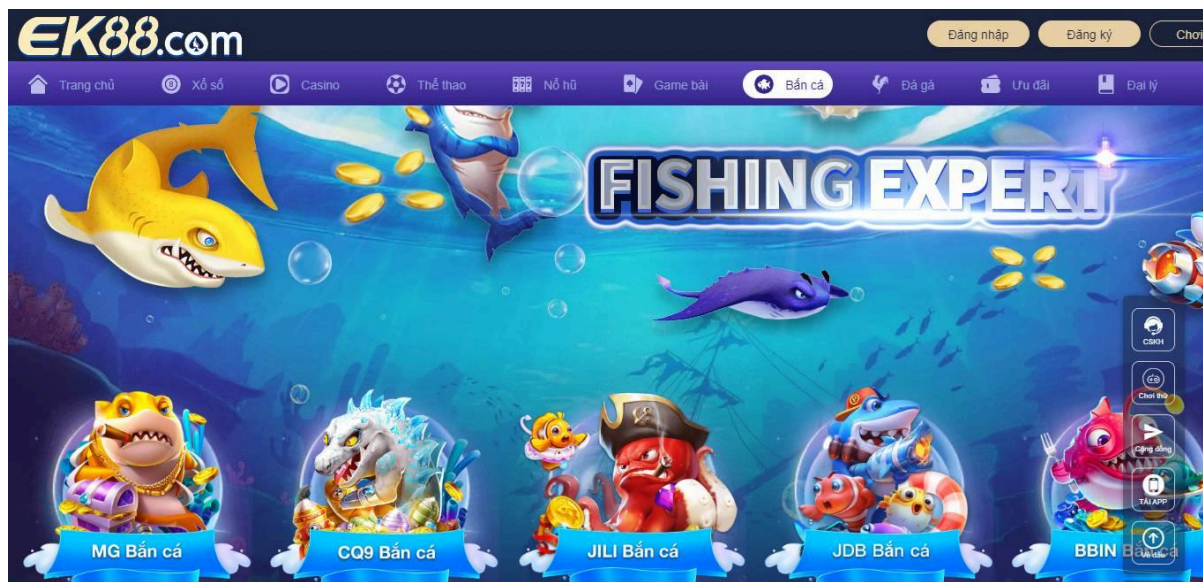 EK88.com
Đăng nhập
Đăng ký
Chơi
Trang chủ
Xổ số
Casino
Thể thao
Nổ hũ
Game bài
Bắn cá
Đá gà
Ưu đãi
Đại lý
FISHING EXPERT
CSKH
Chơi thử
Cộng đồng
TẢI APP
Về đầu
MG Bắn cá
CQ9 Bắn cá
JILI Bắn cá
JDB Bắn cá
BBIN Bắn cá